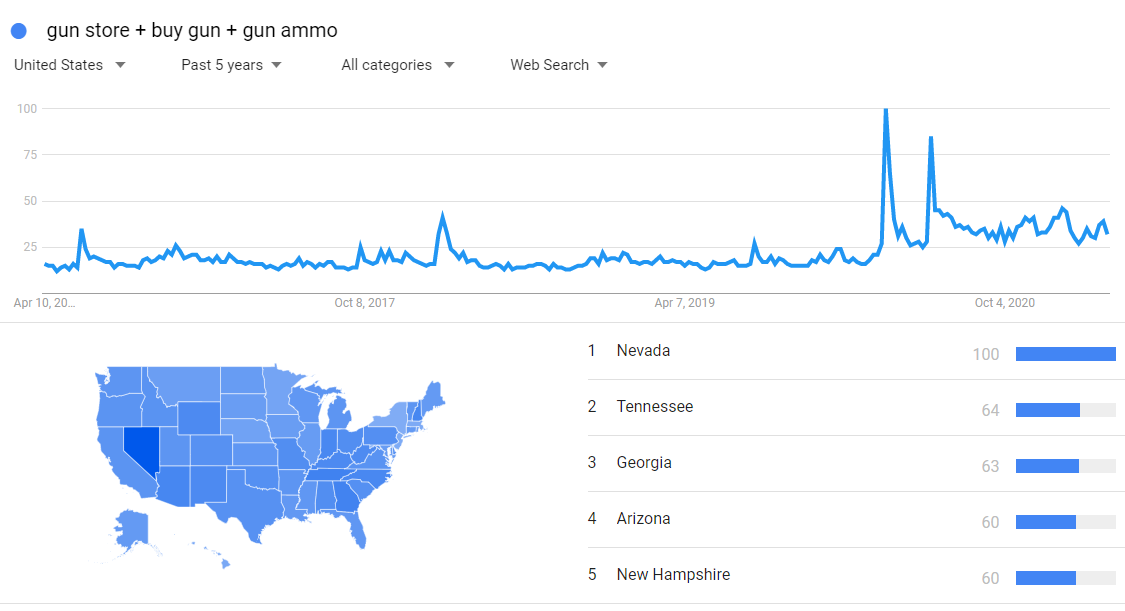 gun store + buy gun + gun ammo
United States Past 5 years All categories Web Search
100
75
50
25
Apr 10, 20... Oct 8, 2017 Apr 7, 2019 Oct 4, 2020
1 Nevada 100
2 Tennessee 64
3 Georgia 63
4 Arizona 60
5 New Hampshire 60